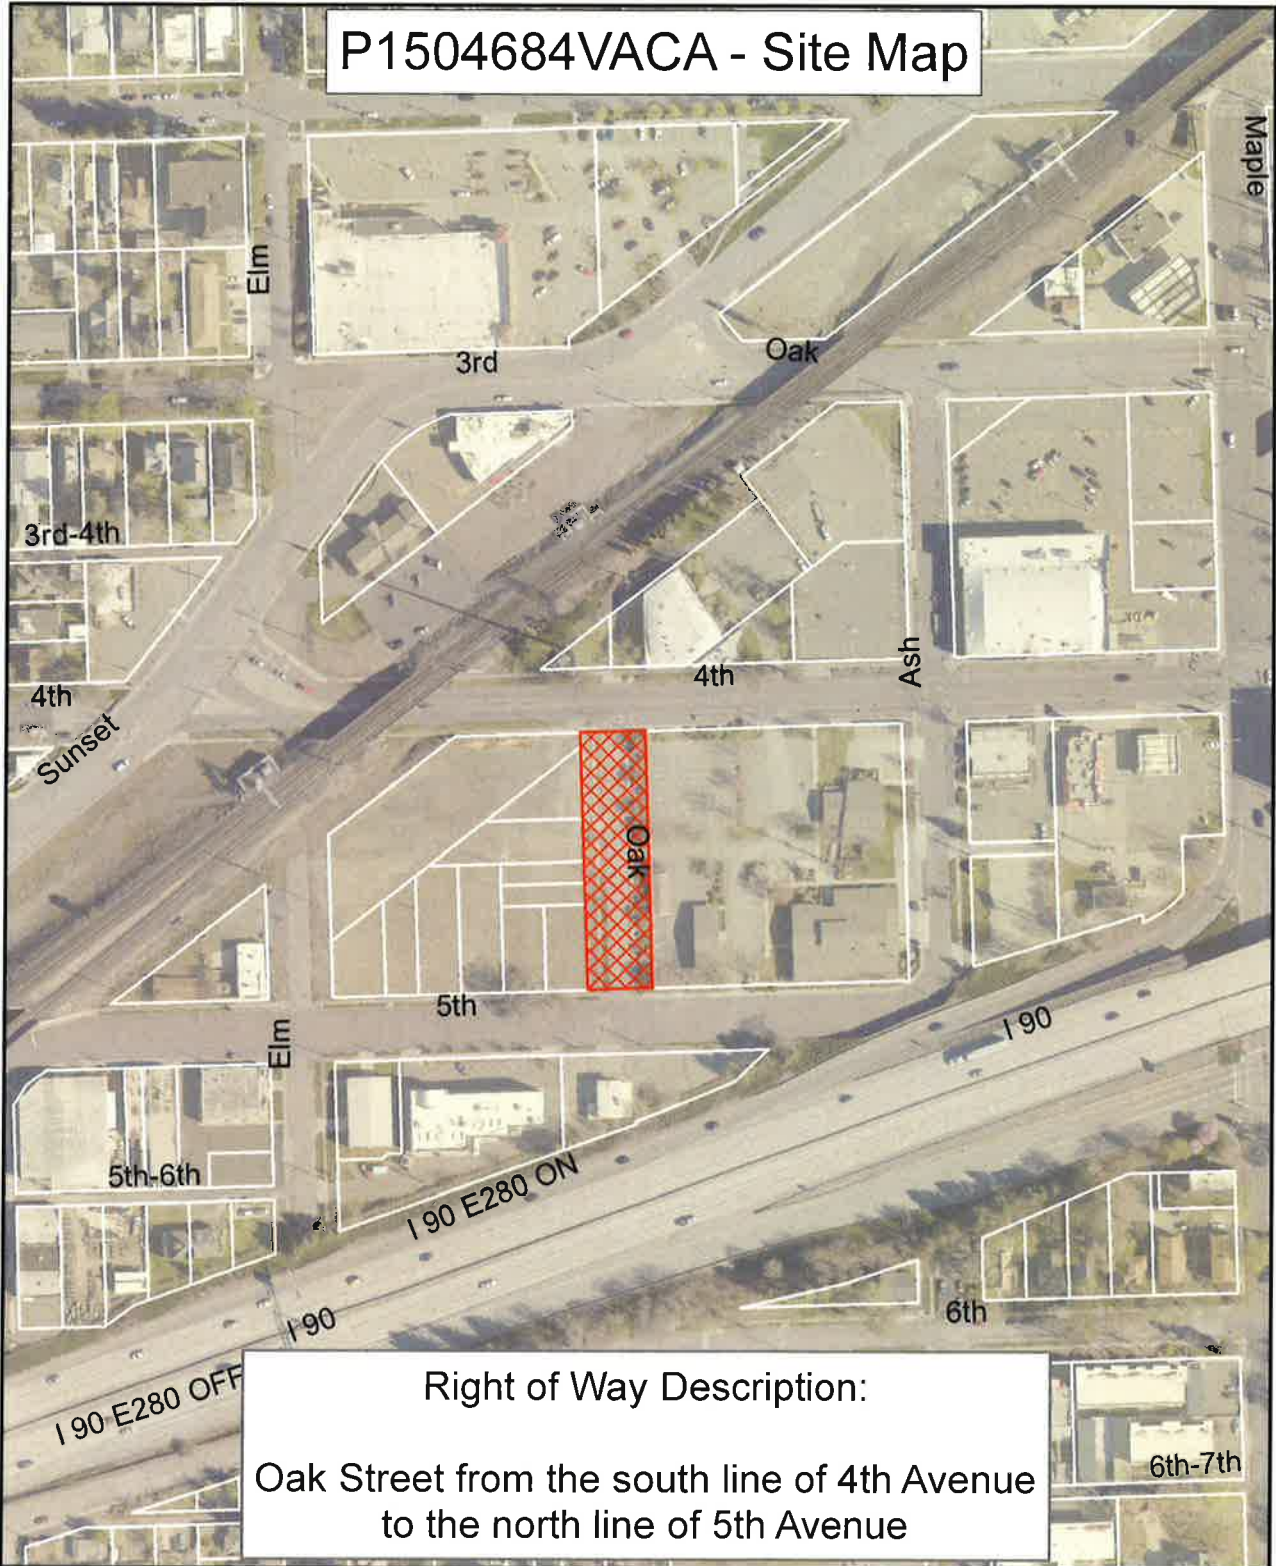 P1504684VACA - Site Map
Maple
Elm
3rd
Oak
3rd-4th
4th
Sunset
4th
Ash
Oak
5th
Elm
I 90
5th-6th
I 90 E280 ON
6th
I 90
I 90 E280 OFF
6th-7th
Right of Way Description:
Oak Street from the south line of 4th Avenue
to the north line of 5th Avenue